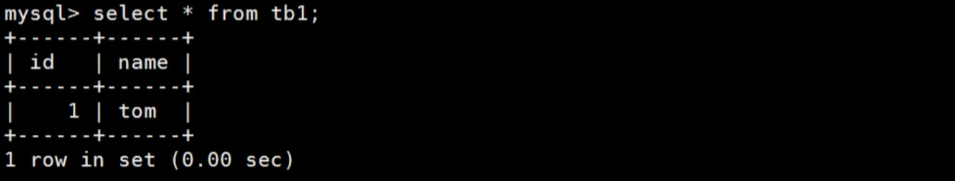 mysql> select * from tb1;
+------+------+
| id   | name |
+------+------+
|    1 | tom  |
+------+------+
1 row in set (0.00 sec)